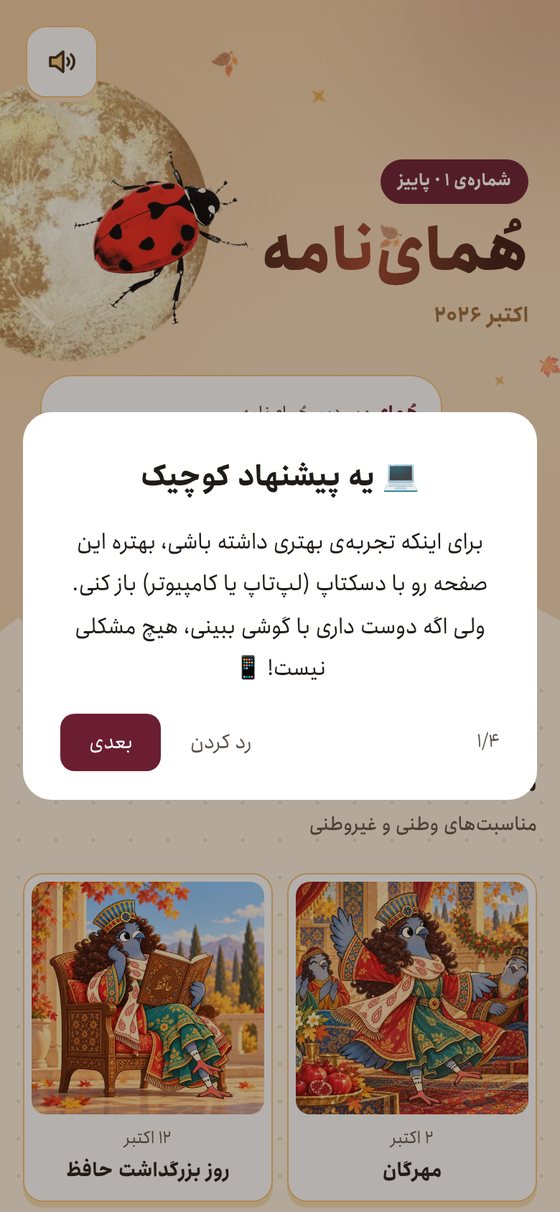 شماره‌ی ۱ • پاییز
هُمای‌نامه
اکتبر ۲۰۲۶
💻 یه پیشنهاد کوچیک
برای اینکه تجربه‌ی بهتری داشته باشی، بهتره این
صفحه رو با دسکتاپ (لپ‌تاپ یا کامپیوتر) باز کنی.
ولی اگه دوست داری با گوشی ببینی، هیچ مشکلی
نیست! 📱
۱/۴
رد کردن
بعدی
مناسبت‌های وطنی و غیروطنی
۲ اکتبر
مهرگان
۱۲ اکتبر
روز بزرگداشت حافظ